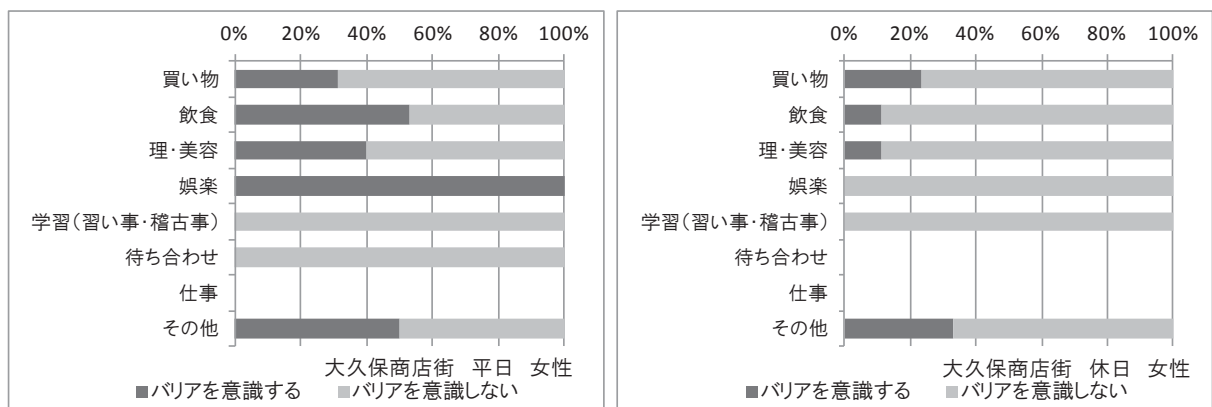 0% 20% 40% 60% 80% 100%
買い物
飲食
理・美容
娯楽
学習(習い事・稽古事)
待ち合わせ
仕事
その他
大久保商店街 平日 女性
■バリアを意識する ■バリアを意識しない
0% 20% 40% 60% 80% 100%
買い物
飲食
理・美容
娯楽
学習(習い事・稽古事)
待ち合わせ
仕事
その他
大久保商店街 休日 女性
■バリアを意識する ■バリアを意識しない